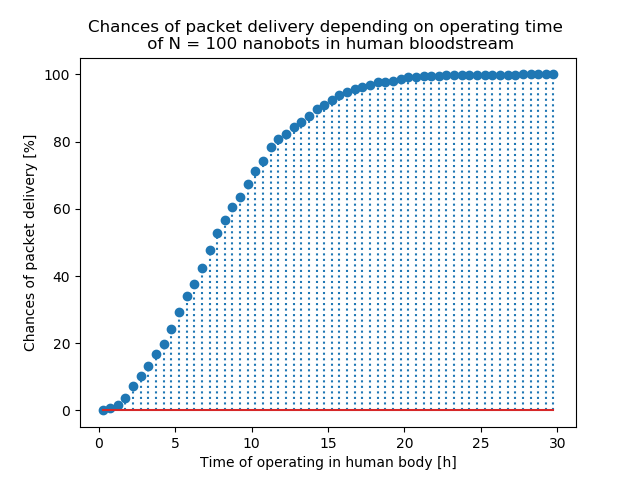 Chances of packet delivery depending on operating time
of N = 100 nanobots in human bloodstream
100
80
60
40
20
0
Chances of packet delivery [%]
0 5 10 15 20 25 30
Time of operating in human body [h]